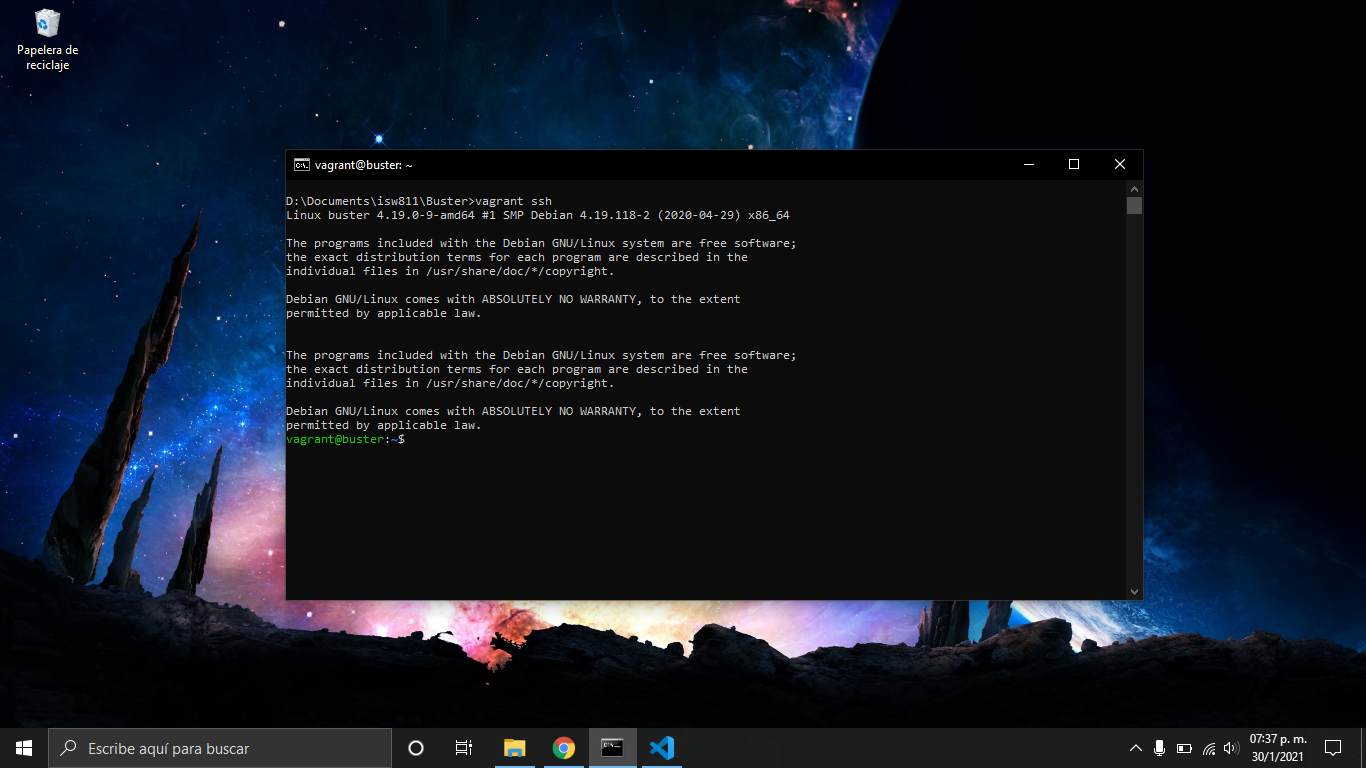 Papelera de
reciclaje
vagrant@buster: ~
D:\Documents\isw811\Buster>vagrant ssh
Linux buster 4.19.0-9-amd64 #1 SMP Debian 4.19.118-2 (2020-04-29) x86_64
The programs included with the Debian GNU/Linux system are free software;
the exact distribution terms for each program are described in the
individual files in /usr/share/doc/*/copyright.
Debian GNU/Linux comes with ABSOLUTELY NO WARRANTY, to the extent
permitted by applicable law.
The programs included with the Debian GNU/Linux system are free software;
the exact distribution terms for each program are described in the
individual files in /usr/share/doc/*/copyright.
Debian GNU/Linux comes with ABSOLUTELY NO WARRANTY, to the extent
permitted by applicable law.
vagrant@buster:~$
Escribe aquí para buscar
07:37 p. m.
30/1/2021